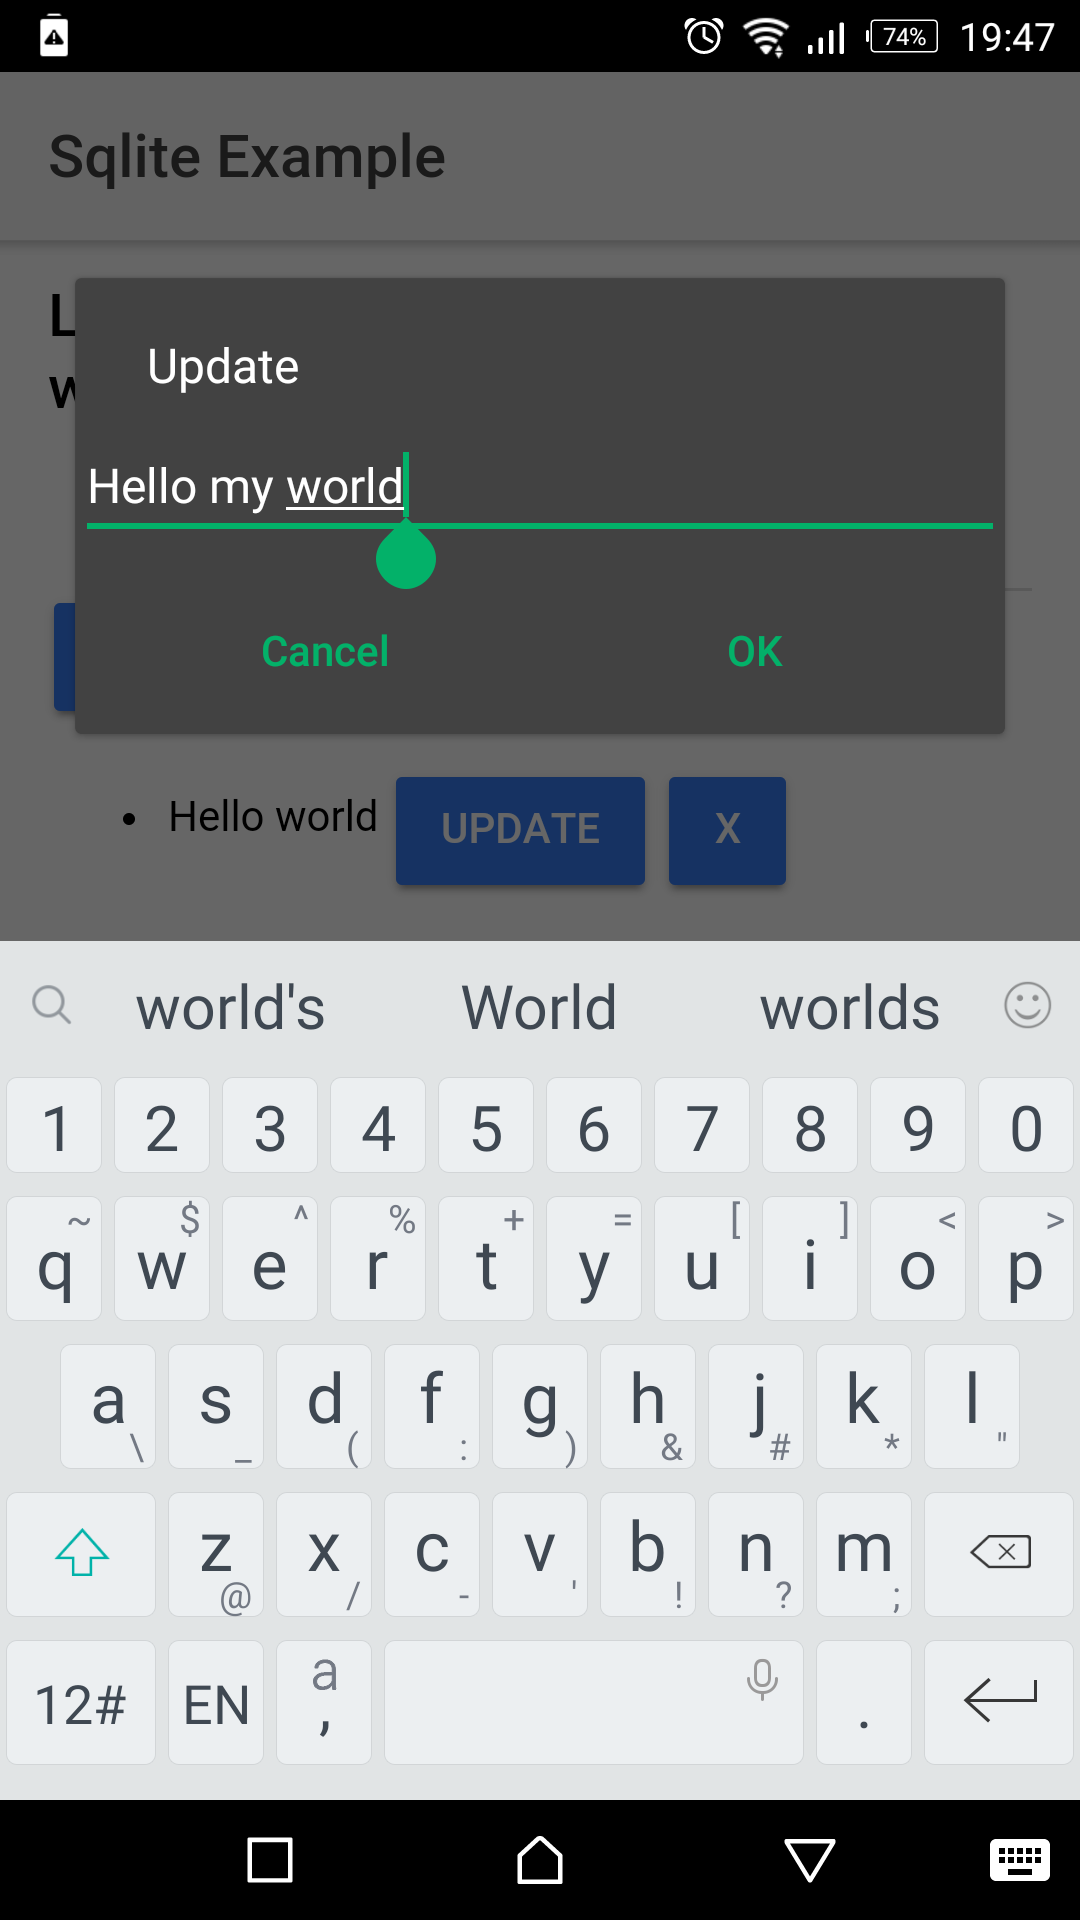 74% 19:47
Sqlite Example
L
w
Update
Hello my world
Cancel OK
• Hello world UPDATE X
world's World worlds
1 2 3 4 5 6 7 8 9 0
~ $ ^ % + = [ ] < >
q w e r t y u i o p
a s d f g h j k l
\ _ ( : ) & # * "
z x c v b n m
@ / - ' ! ? ;
12# EN a , .